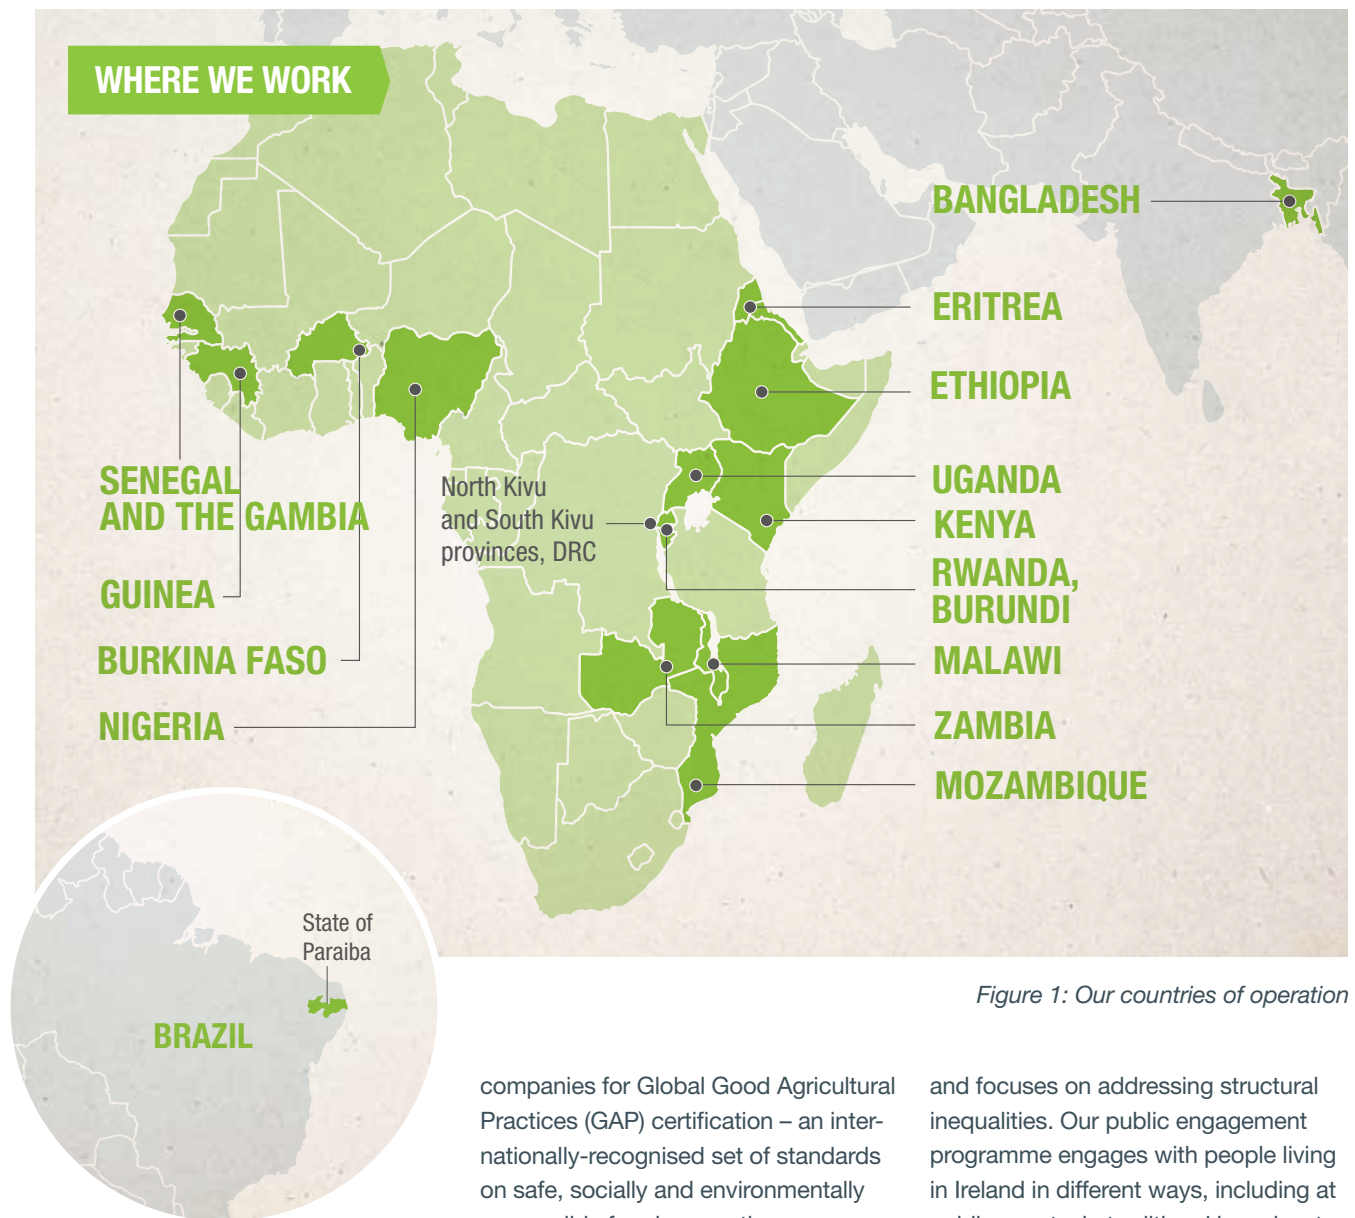 WHERE WE WORK
BANGLADESH
ERITREA
ETHIOPIA
UGANDA
KENYA
RWANDA,
BURUNDI
MALAWI
ZAMBIA
MOZAMBIQUE
SENEGAL
AND THE GAMBIA
GUINEA
BURKINA FASO
NIGERIA
North Kivu
and South Kivu
provinces, DRC
State of
Paraiba
BRAZIL
Figure 1: Our countries of operation
companies for Global Good Agricultural
Practices (GAP) certification – an inter-
nationally-recognised set of standards
on safe, socially and environmentally
and focuses on addressing structural
inequalities. Our public engagement
programme engages with people living
in Ireland in different ways, including at